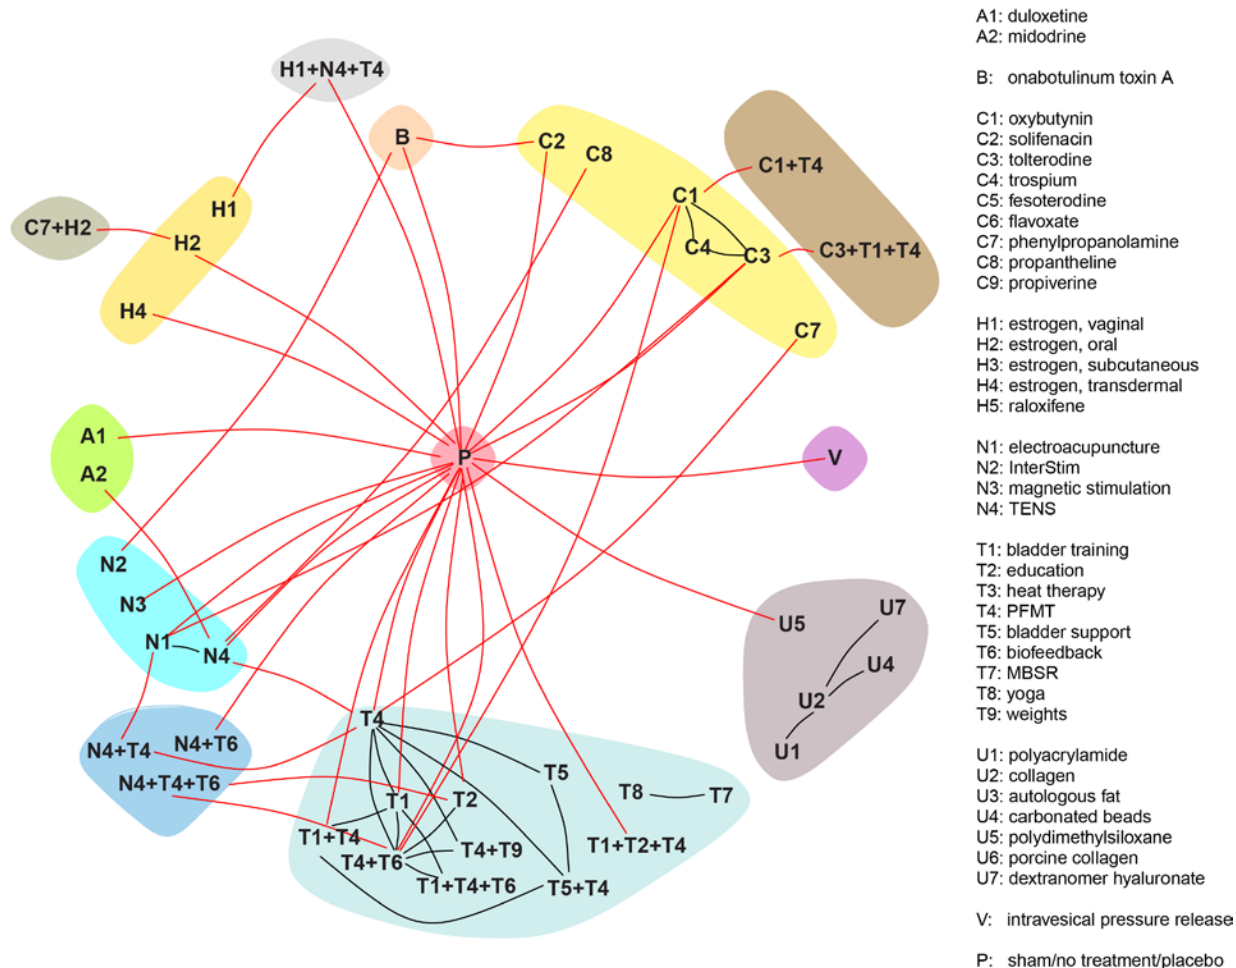 A1: duloxetine
A2: midodrine
B: onabotulinum toxin A
C1: oxybutynin
C2: solifenacin
C3: tolterodine
C4: trospium
C5: fesoterodine
C6: flavoxate
C7: phenylpropanolamine
C8: propantheline
C9: propiverine
H1: estrogen, vaginal
H2: estrogen, oral
H3: estrogen, subcutaneous
H4: estrogen, transdermal
H5: raloxifene
N1: electroacupuncture
N2: InterStim
N3: magnetic stimulation
N4: TENS
T1: bladder training
T2: education
T3: heat therapy
T4: PFMT
T5: bladder support
T6: biofeedback
T7: MBSR
T8: yoga
T9: weights
U1: polyacrylamide
U2: collagen
U3: autologous fat
U4: carbonated beads
U5: polydimethylsiloxane
U6: porcine collagen
U7: dextranomer hyaluronate
V: intravesical pressure release
P: sham/no treatment/placebo
H1+N4+T4
B
C2
C8
C1+T4
C1
H1
C7+H2
H2
C4
C3
C3+T1+T4
H4
C7
A1
P
V
A2
N2
N3
U7
U5
N1
N4
U4
U2
T4
N4+T4
N4+T6
U1
T5
N4+T4+T6
T8
T7
T1
T2
T1+T4
T4+T9
T1+T2+T4
T4+T6
T1+T4+T6
T5+T4